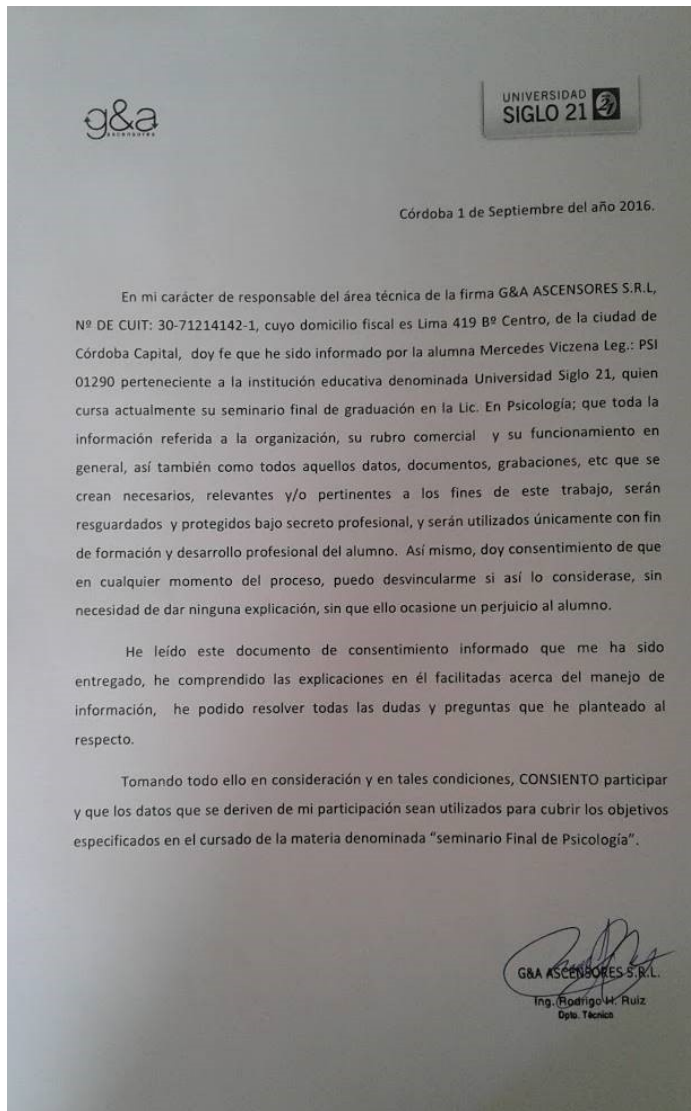 g&a
ascensores
UNIVERSIDAD
SIGLO 21
Córdoba 1 de Septiembre del año 2016.
En mi carácter de responsable del área técnica de la firma G&A ASCENSORES S.R.L,
Nº DE CUIT: 30-71214142-1, cuyo domicilio fiscal es Lima 419 Bº Centro, de la ciudad de
Córdoba Capital, doy fe que he sido informado por la alumna Mercedes Viczena Leg.: PSI
01290 perteneciente a la institución educativa denominada Universidad Siglo 21, quien
cursa actualmente su seminario final de graduación en la Lic. En Psicología; que toda la
información referida a la organización, su rubro comercial y su funcionamiento en
general, así también como todos aquellos datos, documentos, grabaciones, etc que se
crean necesarios, relevantes y/o pertinentes a los fines de este trabajo, serán
resguardados y protegidos bajo secreto profesional, y serán utilizados únicamente con fin
de formación y desarrollo profesional del alumno. Así mismo, doy consentimiento de que
en cualquier momento del proceso, puedo desvincularme si así lo considerase, sin
necesidad de dar ninguna explicación, sin que ello ocasione un perjuicio al alumno.
He leído este documento de consentimiento informado que me ha sido
entregado, he comprendido las explicaciones en él facilitadas acerca del manejo de
información, he podido resolver todas las dudas y preguntas que he planteado al
respecto.
Tomando todo ello en consideración y en tales condiciones, CONSIENTO participar
y que los datos que se deriven de mi participación sean utilizados para cubrir los objetivos
especificados en el cursado de la materia denominada “seminario Final de Psicología”.
G&A ASCENSORES S.R.L.
Ing. Rodrigo H. Ruiz
Dpto. Técnico